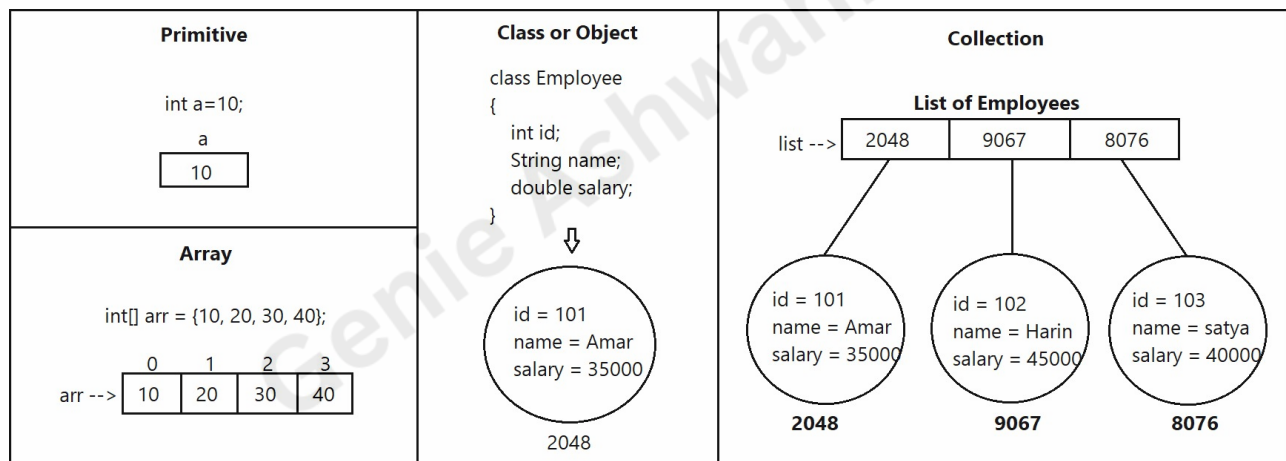 Primitive
int a=10;
a
10
Array
int[] arr = {10, 20, 30, 40};
0 1 2 3
arr --> 10 20 30 40
Class or Object
class Employee
{
int id;
String name;
double salary;
}
id = 101
name = Amar
salary = 35000
2048
Collection
List of Employees
list --> 2048 9067 8076
id = 101
name = Amar
salary = 35000
2048
id = 102
name = Harin
salary = 45000
9067
id = 103
name = satya
salary = 40000
8076
Genie Ashwani